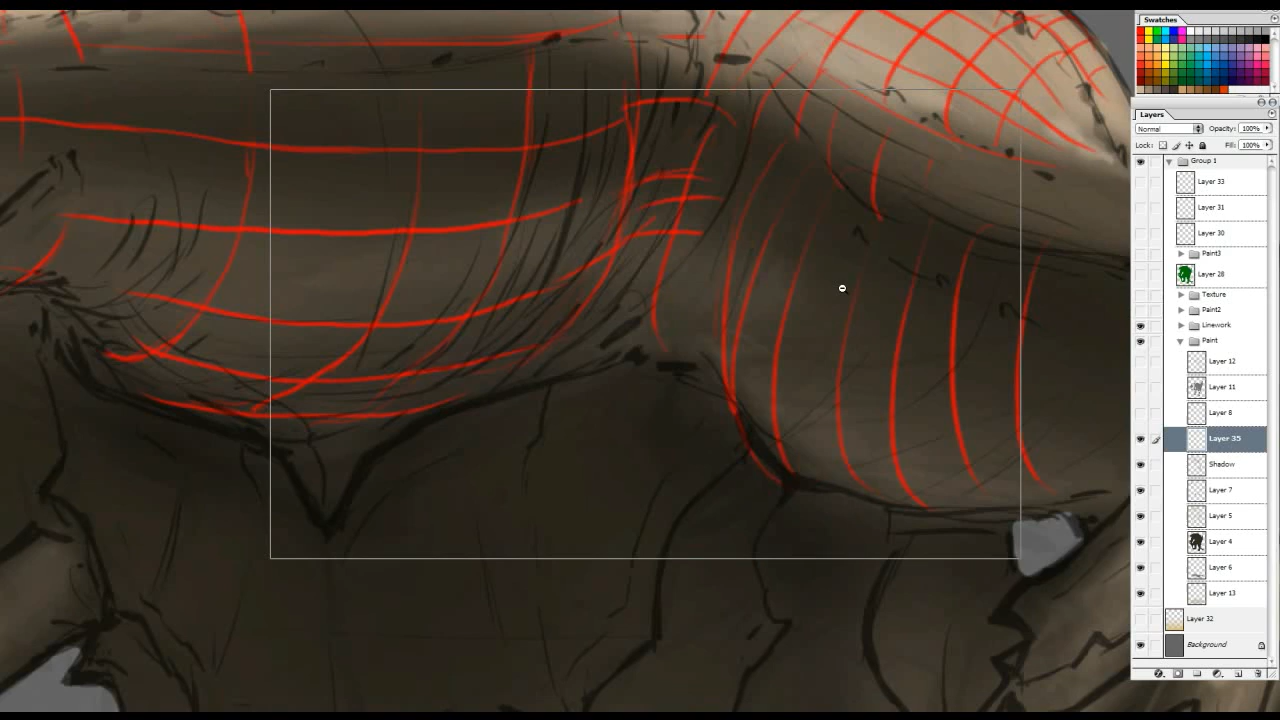 Swatches
Layers
Normal
Opacity: 100%
Lock:
Fill: 100%
Group 1
Layer 33
Layer 31
Layer 30
Paint3
Layer 28
Texture
Paint2
Linework
Paint
Layer 12
Layer 11
Layer 8
Layer 35
Shadow
Layer 7
Layer 5
Layer 4
Layer 6
Layer 13
Layer 32
Background